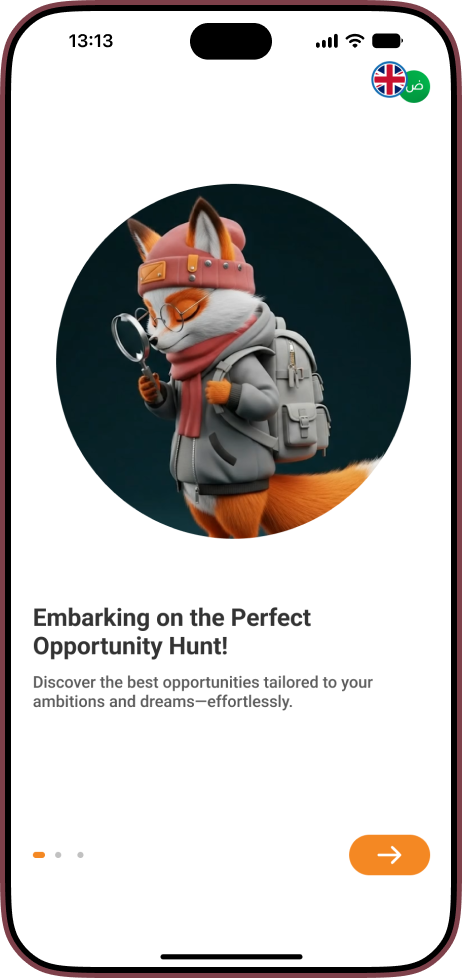 13:13
ض
Embarking on the Perfect
Opportunity Hunt!
Discover the best opportunities tailored to your
ambitions and dreams—effortlessly.